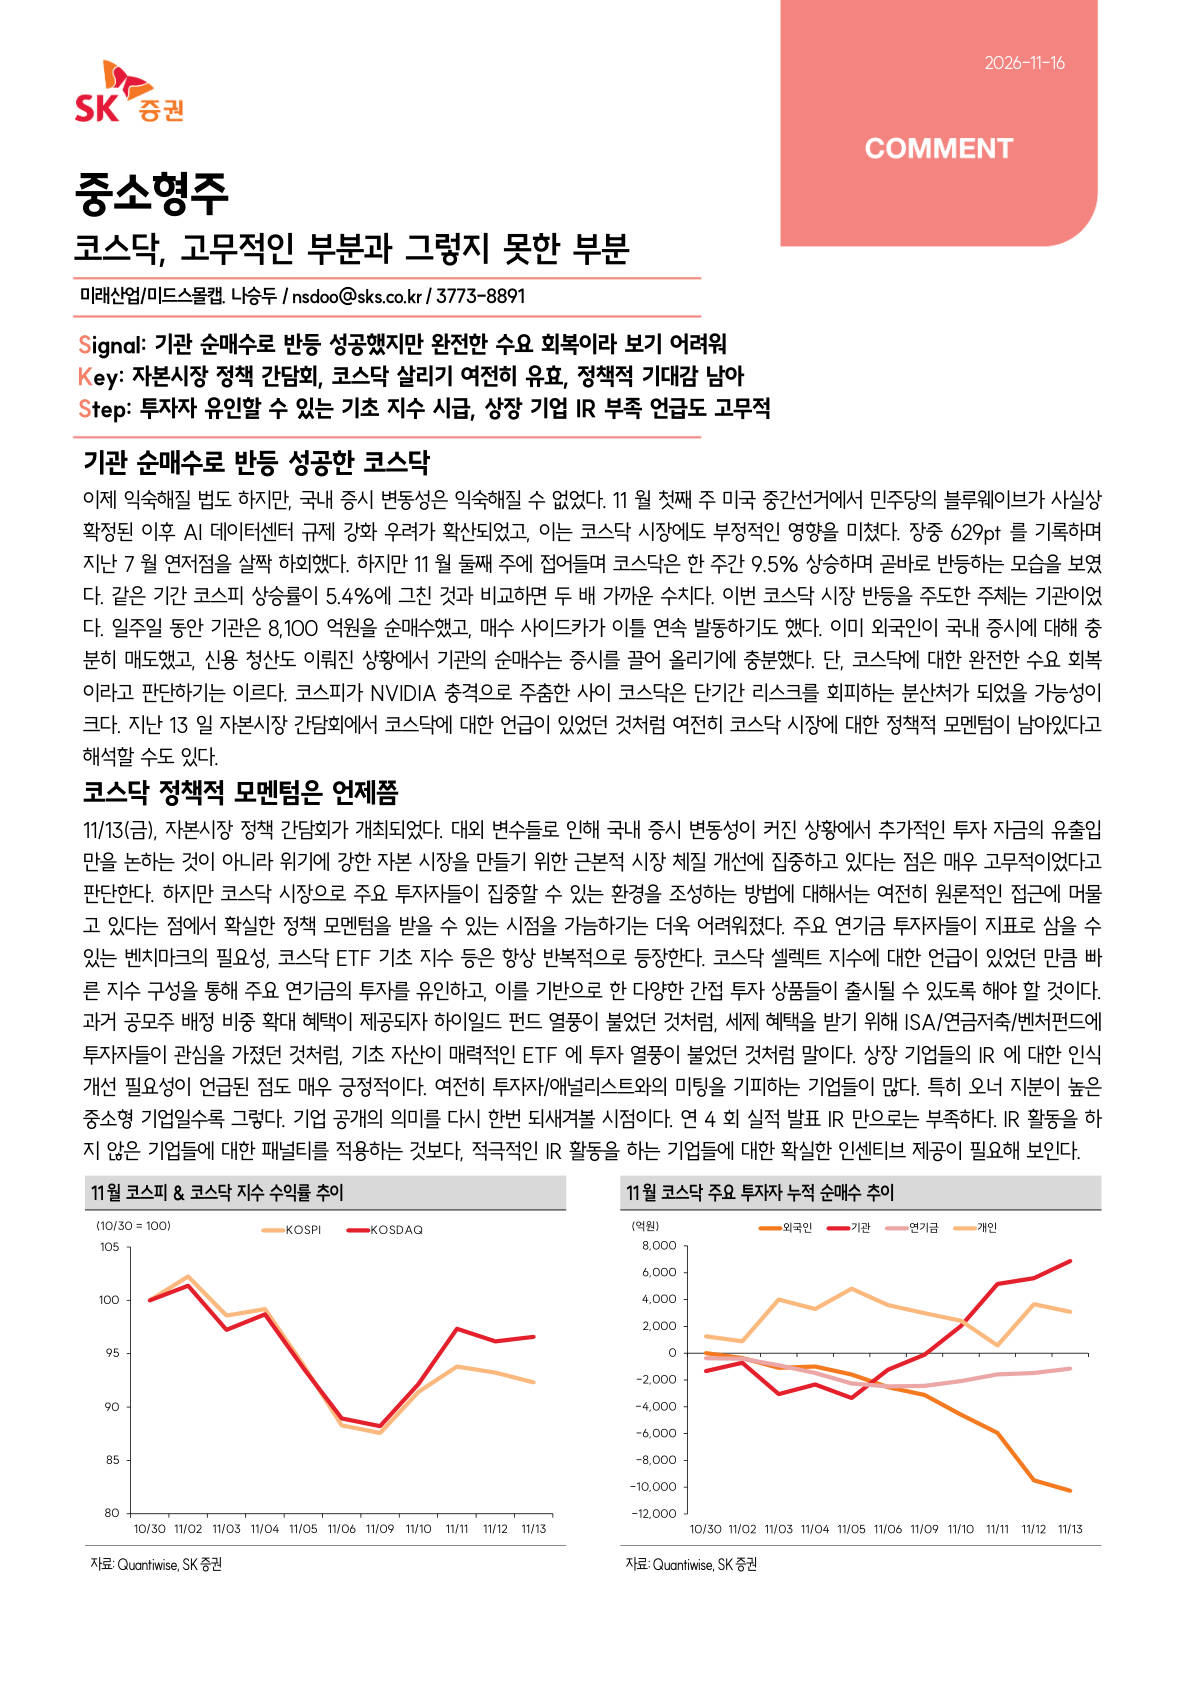 2026-11-16
SK 증권
COMMENT
중소형주
코스닥, 고무적인 부분과 그렇지 못한 부분
미래산업/미드스몰캡. 나승두 / nsdoo@sks.co.kr / 3773-8891
Signal: 기관 순매수로 반등 성공했지만 완전한 수요 회복이라 보기 어려워
Key: 자본시장 정책 간담회, 코스닥 살리기 여전히 유효, 정책적 기대감 남아
Step: 투자자 유인할 수 있는 기초 지수 시급, 상장 기업 IR 부족 언급도 고무적
기관 순매수로 반등 성공한 코스닥
이제 익숙해질 법도 하지만, 국내 증시 변동성은 익숙해질 수 없었다. 11 월 첫째 주 미국 중간선거에서 민주당의 블루웨이브가 사실상
확정된 이후 AI 데이터센터 규제 강화 우려가 확산되었고, 이는 코스닥 시장에도 부정적인 영향을 미쳤다. 장중 629pt 를 기록하며
지난 7 월 연저점을 살짝 하회했다. 하지만 11 월 둘째 주에 접어들며 코스닥은 한 주간 9.5% 상승하며 곧바로 반등하는 모습을 보였
다. 같은 기간 코스피 상승률이 5.4%에 그친 것과 비교하면 두 배 가까운 수치다. 이번 코스닥 시장 반등을 주도한 주체는 기관이었
다. 일주일 동안 기관은 8,100 억원을 순매수했고, 매수 사이드카가 이틀 연속 발동하기도 했다. 이미 외국인이 국내 증시에 대해 충
분히 매도했고, 신용 청산도 이뤄진 상황에서 기관의 순매수는 증시를 끌어 올리기에 충분했다. 단, 코스닥에 대한 완전한 수요 회복
이라고 판단하기는 이르다. 코스피가 NVIDIA 충격으로 주춤한 사이 코스닥은 단기간 리스크를 회피하는 분산처가 되었을 가능성이
크다. 지난 13 일 자본시장 간담회에서 코스닥에 대한 언급이 있었던 것처럼 여전히 코스닥 시장에 대한 정책적 모멘텀이 남아있다고
해석할 수도 있다.
코스닥 정책적 모멘텀은 언제쯤
11/13(금), 자본시장 정책 간담회가 개최되었다. 대외 변수들로 인해 국내 증시 변동성이 커진 상황에서 추가적인 투자 자금의 유출입
만을 논하는 것이 아니라 위기에 강한 자본 시장을 만들기 위한 근본적 시장 체질 개선에 집중하고 있다는 점은 매우 고무적이었다고
판단한다. 하지만 코스닥 시장으로 주요 투자자들이 집중할 수 있는 환경을 조성하는 방법에 대해서는 여전히 원론적인 접근에 머물
고 있다는 점에서 확실한 정책 모멘텀을 받을 수 있는 시점을 가늠하기는 더욱 어려워졌다. 주요 연기금 투자자들이 지표로 삼을 수
있는 벤치마크의 필요성, 코스닥 ETF 기초 지수 등은 항상 반복적으로 등장한다. 코스닥 셀렉트 지수에 대한 언급이 있었던 만큼 빠
른 지수 구성을 통해 주요 연기금의 투자를 유인하고, 이를 기반으로 한 다양한 간접 투자 상품들이 출시될 수 있도록 해야 할 것이다.
과거 공모주 배정 비중 확대 혜택이 제공되자 하이일드 펀드 열풍이 불었던 것처럼, 세제 혜택을 받기 위해 ISA/연금저축/벤처펀드에
투자자들이 관심을 가졌던 것처럼, 기초 자산이 매력적인 ETF 에 투자 열풍이 불었던 것처럼 말이다. 상장 기업들의 IR 에 대한 인식
개선 필요성이 언급된 점도 매우 긍정적이다. 여전히 투자자/애널리스트와의 미팅을 기피하는 기업들이 많다. 특히 오너 지분이 높은
중소형 기업일수록 그렇다. 기업 공개의 의미를 다시 한번 되새겨볼 시점이다. 연 4 회 실적 발표 IR 만으로는 부족하다. IR 활동을 하
지 않은 기업들에 대한 패널티를 적용하는 것보다, 적극적인 IR 활동을 하는 기업들에 대한 확실한 인센티브 제공이 필요해 보인다.
11월 코스피 & 코스닥 지수 수익률 추이
(10/30 = 100)
KOSPI KOSDAQ
105
100
95
90
85
80
10/30 11/02 11/03 11/04 11/05 11/06 11/09 11/10 11/11 11/12 11/13
자료: Quantiwise, SK 증권
11월 코스닥 주요 투자자 누적 순매수 추이
(억원)
외국인 기관 연기금 개인
8,000
6,000
4,000
2,000
0
-2,000
-4,000
-6,000
-8,000
-10,000
-12,000
10/30 11/02 11/03 11/04 11/05 11/06 11/09 11/10 11/11 11/12 11/13
자료: Quantiwise, SK 증권